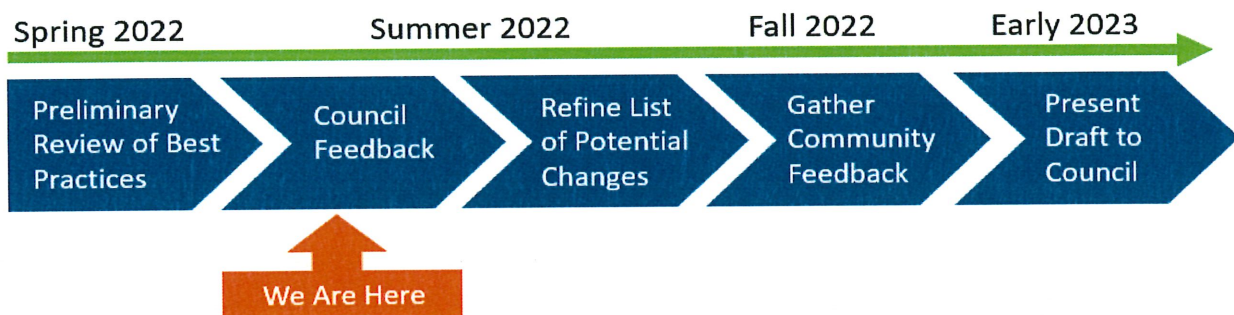 Spring 2022
Summer 2022
Fall 2022
Early 2023
Preliminary
Review of Best
Practices
Council
Feedback
Refine List
of Potential
Changes
Gather
Community
Feedback
Present
Draft to
Council
We Are Here